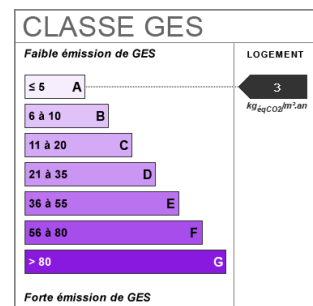 CLASSE GES
Faible émission de GES
LOGEMENT
≤ 5 A
3
kgéqCO2/m².an
6 à 10 B
11 à 20 C
21 à 35 D
36 à 55 E
56 à 80 F
> 80 G
Forte émission de GES